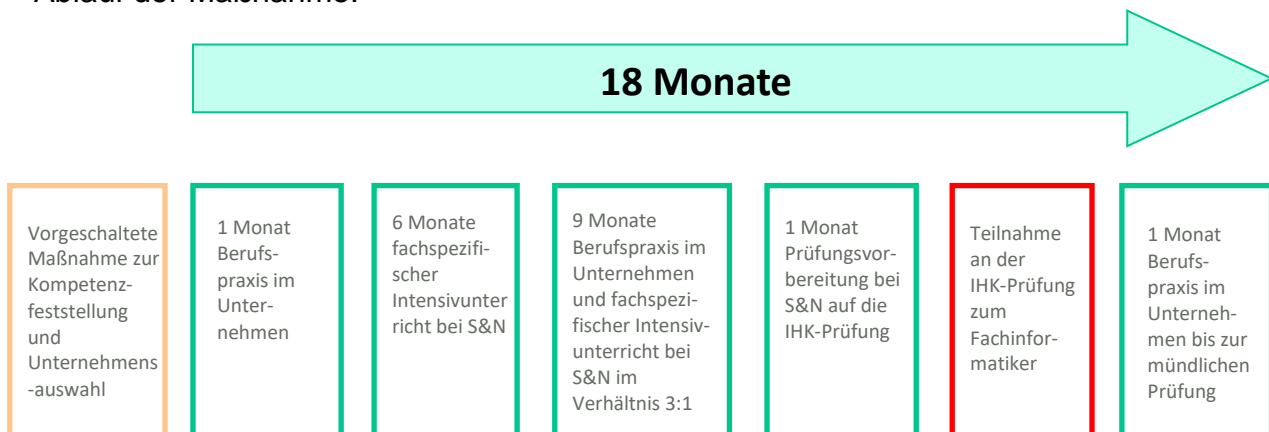 Ablauf der Maßnahme:
18 Monate
Vorgeschaltete
Maßnahme zur
Kompetenz-
feststellung
und
Unternehmens
-auswahl
1 Monat
Berufs-
praxis im
Unter-
nehmen
6 Monate
fachspezifi-
scher
Intensivunter
richt bei S&N
9 Monate
Berufspraxis im
Unternehmen
und fachspezi-
fischer Intensiv-
unterricht bei
S&N im
Verhältnis 3:1
1 Monat
Prüfungsvor-
bereitung bei
S&N auf die
IHK-Prüfung
Teilnahme
an der
IHK-Prüfung
zum
Fachinfor-
matiker
1 Monat
Berufs-
praxis im
Unterneh-
men bis zur
mündlichen
Prüfung